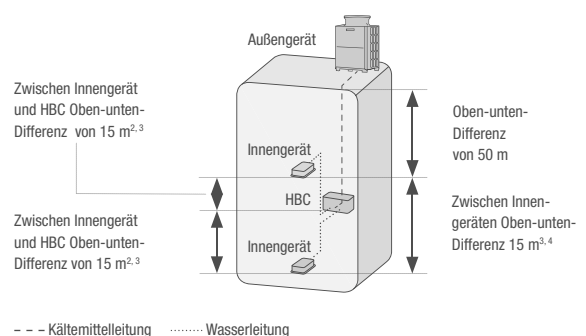 Außengerät
Zwischen Innengerät
und HBC Oben-unten-
Differenz von 15 m2, 3
Oben-unten-
Differenz
von 50 m
Innengerät
HBC
Zwischen Innen-
geräten Oben-unten-
Differenz 15 m3, 4
Zwischen Innengerät
und HBC Oben-unten-
Differenz von 15 m2, 3
Innengerät
– – – Kältemittelleitung ......... Wasserleitung